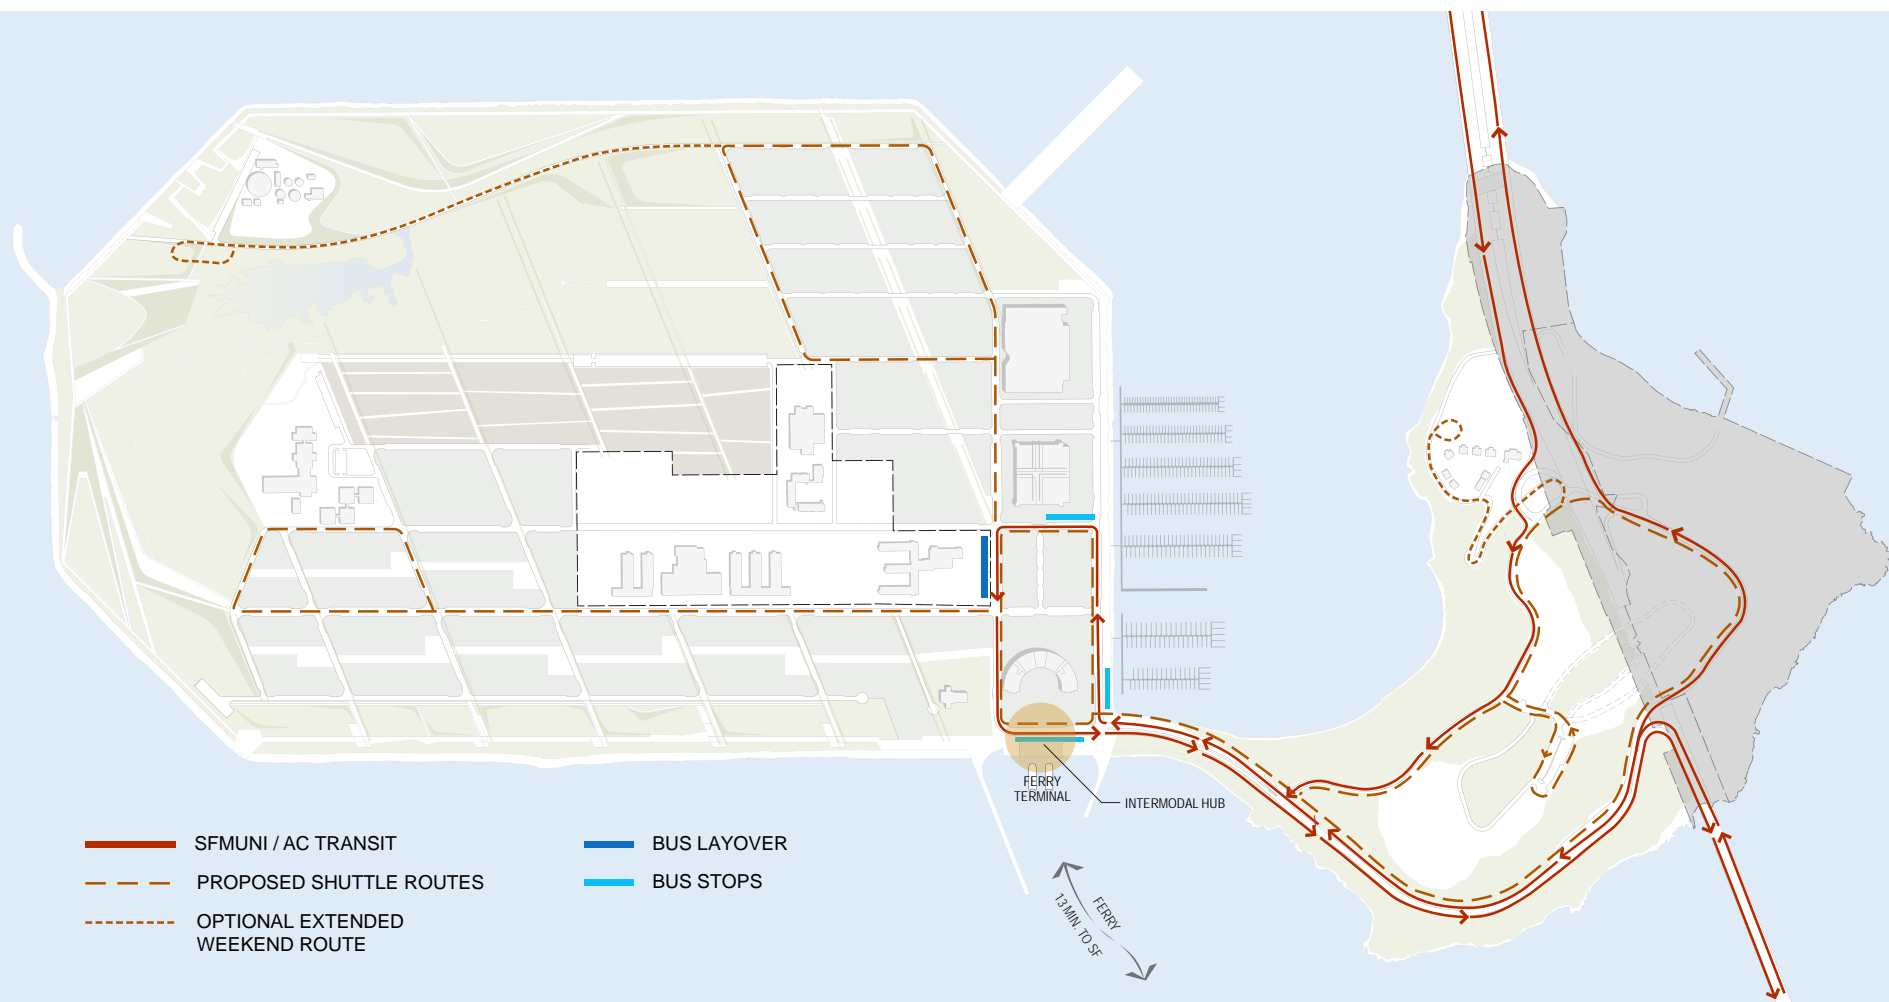 FERRY
TERMINAL
INTERMODAL HUB
SFMUNI / AC TRANSIT
PROPOSED SHUTTLE ROUTES
OPTIONAL EXTENDED
WEEKEND ROUTE
BUS LAYOVER
BUS STOPS
FERRY
13 MIN. TO SF